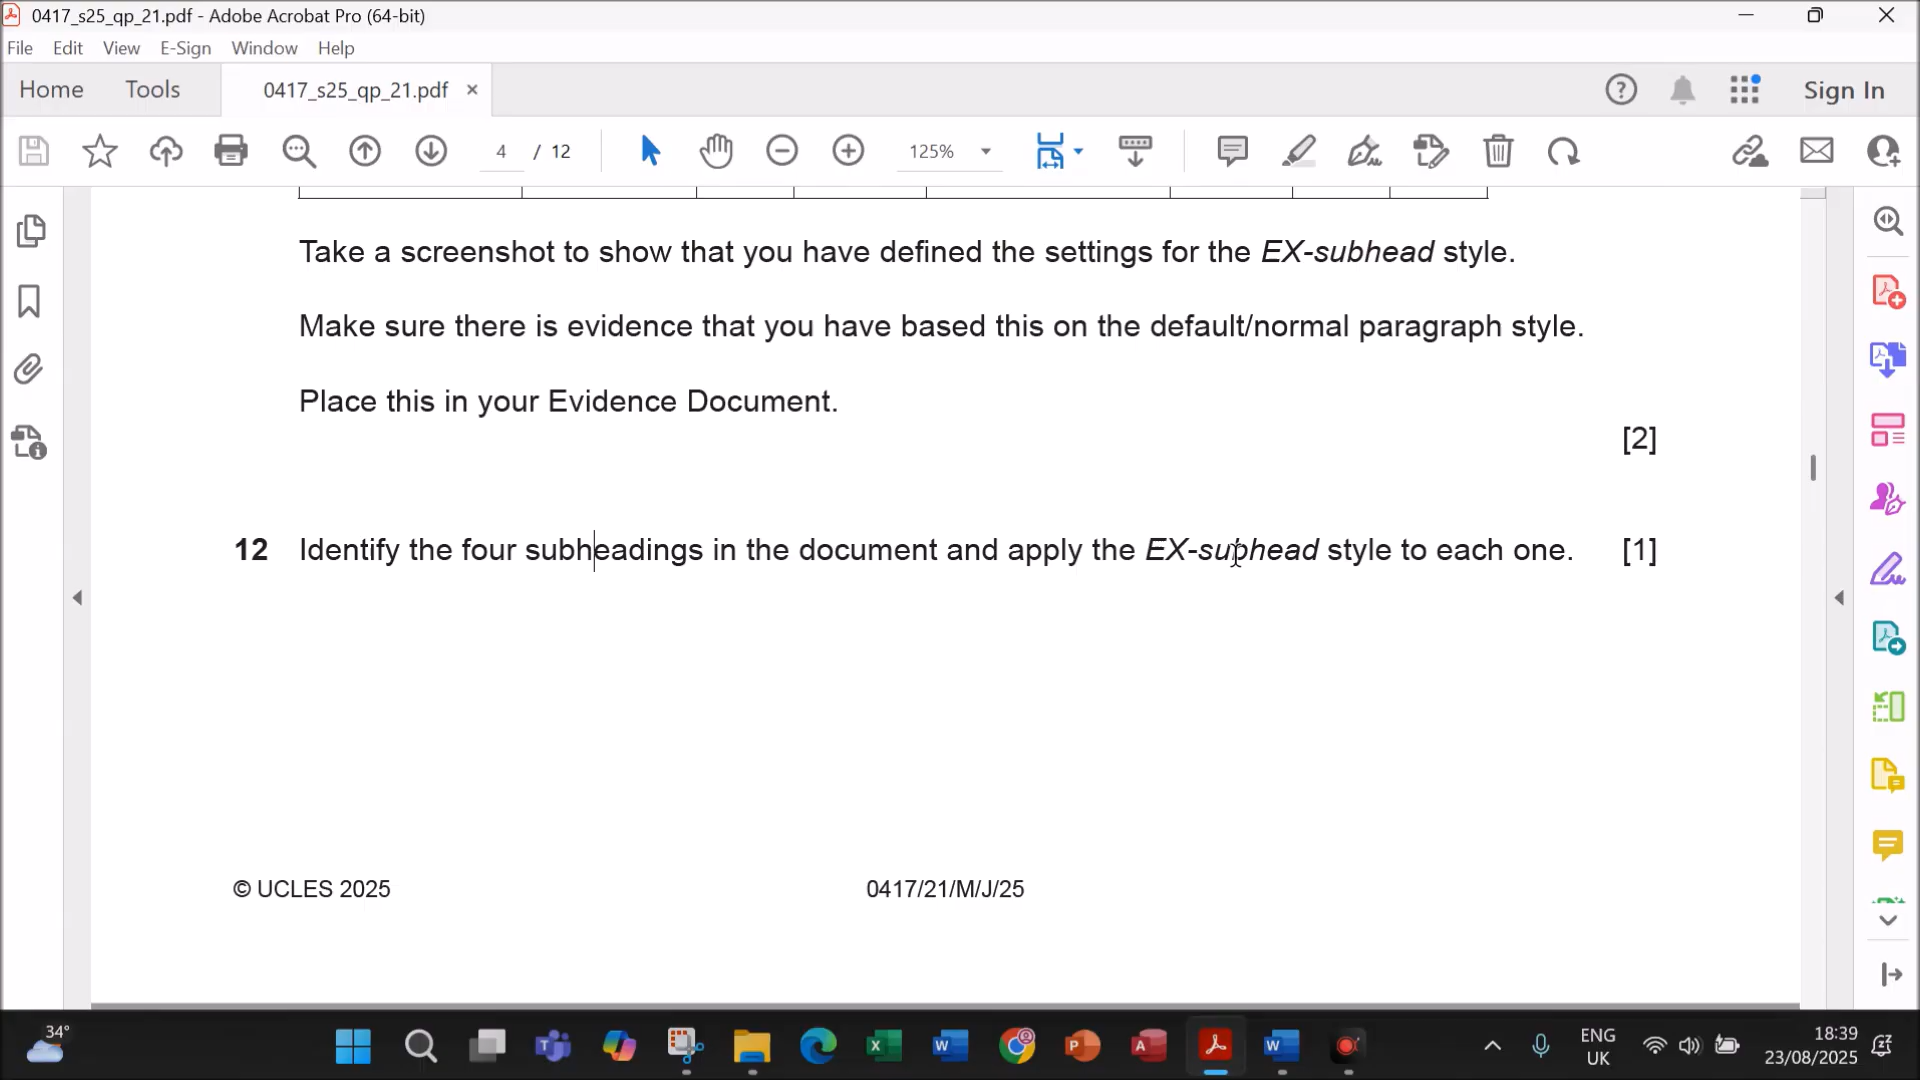 0417_s25_qp_21.pdf - Adobe Acrobat Pro (64-bit)
File Edit View E-Sign Window Help
Home Tools 0417_s25_qp_21.pdf × Sign In
4 / 12 125%
Take a screenshot to show that you have defined the settings for the EX-subhead style.
Make sure there is evidence that you have based this on the default/normal paragraph style.
Place this in your Evidence Document.
[2]
12 Identify the four subheadings in the document and apply the EX-subhead style to each one. [1]
© UCLES 2025 0417/21/M/J/25
34°
ENG
UK
18:39
23/08/2025